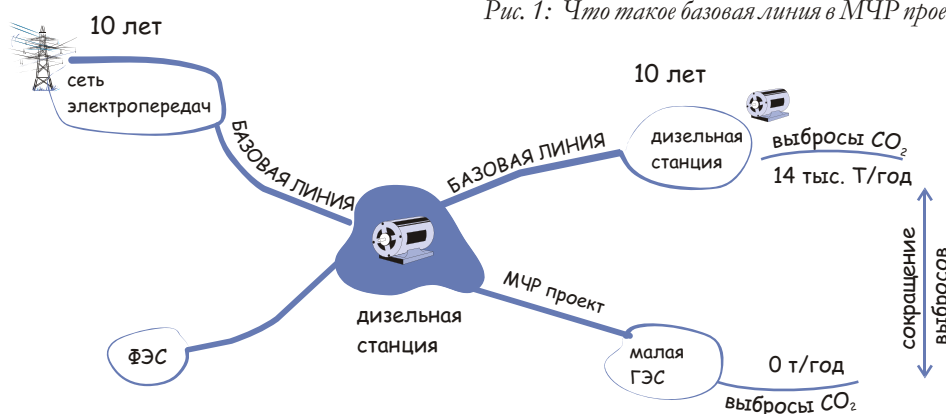 Рис. 1: Что такое базовая линия в МЧР
10 лет
сеть
электропередач
БАЗОВАЯ ЛИНИЯ
10 лет
БАЗОВАЯ ЛИНИЯ
дизельная
станция
выбросы CO₂
14 тыс. Т/год
сокращение
выбросов
дизельная
станция
МЧР проект
ФЭС
малая
ГЭС
0 т/год
выбросы CO₂